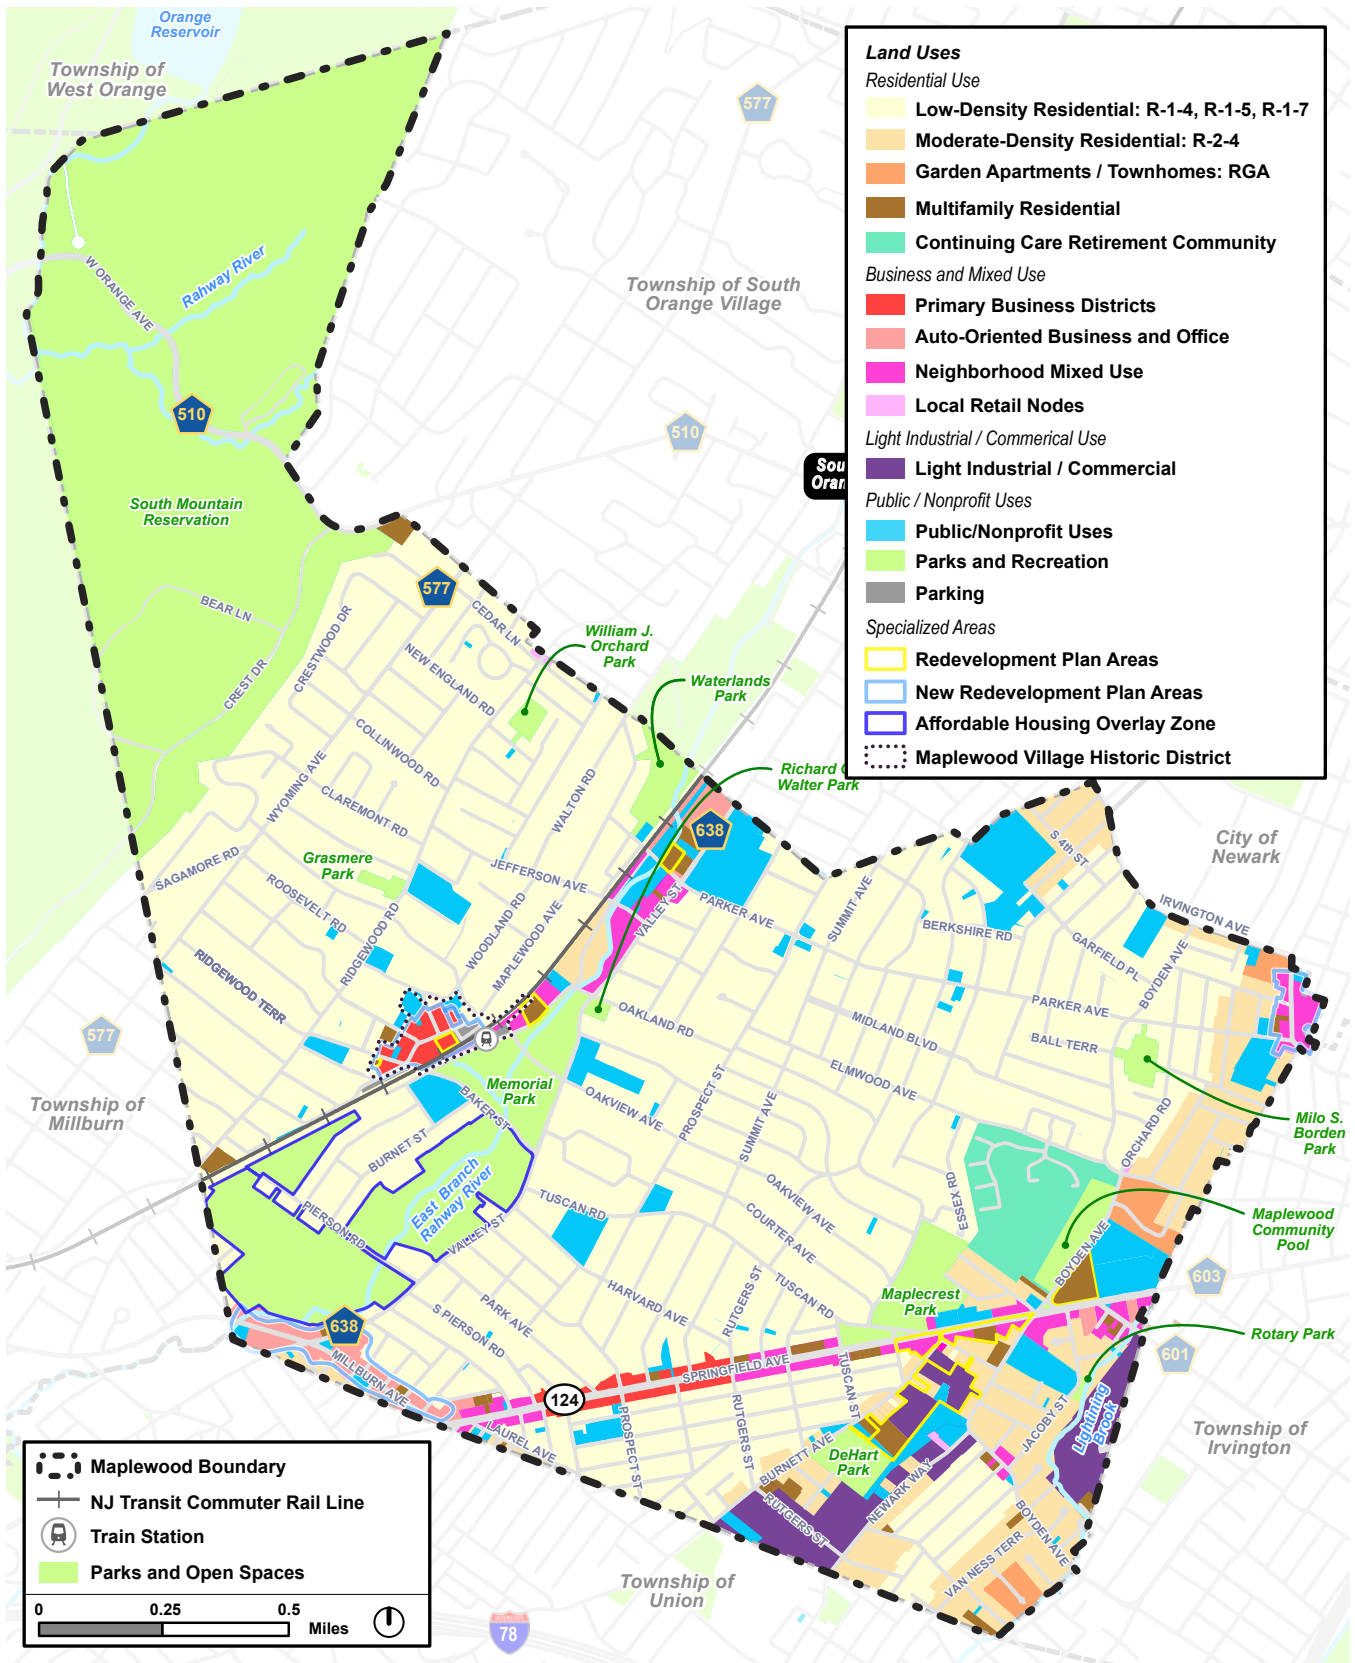 Orange
Reservoir
Township of
West Orange
577
Land Uses
Residential Use
Low-Density Residential: R-1-4, R-1-5, R-1-7
Moderate-Density Residential: R-2-4
Garden Apartments / Townhomes: RGA
Multifamily Residential
Continuing Care Retirement Community
Business and Mixed Use
Primary Business Districts
Auto-Oriented Business and Office
Neighborhood Mixed Use
Local Retail Nodes
Light Industrial / Commerical Use
Light Industrial / Commercial
Public / Nonprofit Uses
Public/Nonprofit Uses
Parks and Recreation
Parking
Specialized Areas
Redevelopment Plan Areas
New Redevelopment Plan Areas
Affordable Housing Overlay Zone
Maplewood Village Historic District
W ORANGE AVE
Rahway River
Township of South
Orange Village
510
510
Sou
Oran
South Mountain
Reservation
577
BEAR LN
CREST DR
CRESTWOOD DR
CEDAR LN
NEW ENGLAND RD
William J.
Orchard
Park
Waterlands
Park
COLLINWOOD RD
WYOMING AVE
CLAREMONT RD
WALTON RD
Richard
Walter Park
638
City of
Newark
SAGAMORE RD
Grasmere
Park
JEFFERSON AVE
ROOSEVELT RD
RIDGEWOOD RD
WOODLAND RD
MAPLEWOOD AVE
VALLEY ST
PARKER AVE
SUMMIT AVE
BERKSHIRE RD
S 4th ST
GARFIELD PL
BOYDEN AVE
IRVINGTON AVE
RIDGEWOOD TERR
OAKLAND RD
MIDLAND BLVD
PARKER AVE
BALL TERR
577
Township of
Millburn
Memorial
Park
BAKER ST
BURNET ST
OAKVIEW AVE
PROSPECT ST
SUMMIT AVE
ELMWOOD AVE
ORCHARD RD
Milo S.
Borden
Park
PIERSON RD
East Branch
Rahway River
VALLEY ST
TUSCAN RD
OAKVIEW AVE
COURTER AVE
ESSEX RD
BOYDEN AVE
Maplewood
Community
Pool
603
HARVARD AVE
TUSCAN RD
RUTGERS ST
Maplecrest
Park
638
S PIERSON RD
PARK AVE
Rotary Park
601
MILLBURN AVE
SPRINGFIELD AVE
TUSCAN ST
124
LAUREL AVE
PROSPECT ST
RUTGERS ST
JACOBY ST
Lightning
Brook
Township of
Irvington
BURNETT AVE
DeHart
Park
NEWARK WAY
RUTGERS ST
BOYDEN AVE
VAN NESS TERR
Township of
Union
78
Maplewood Boundary
NJ Transit Commuter Rail Line
Train Station
Parks and Open Spaces
0 0.25 0.5
Miles